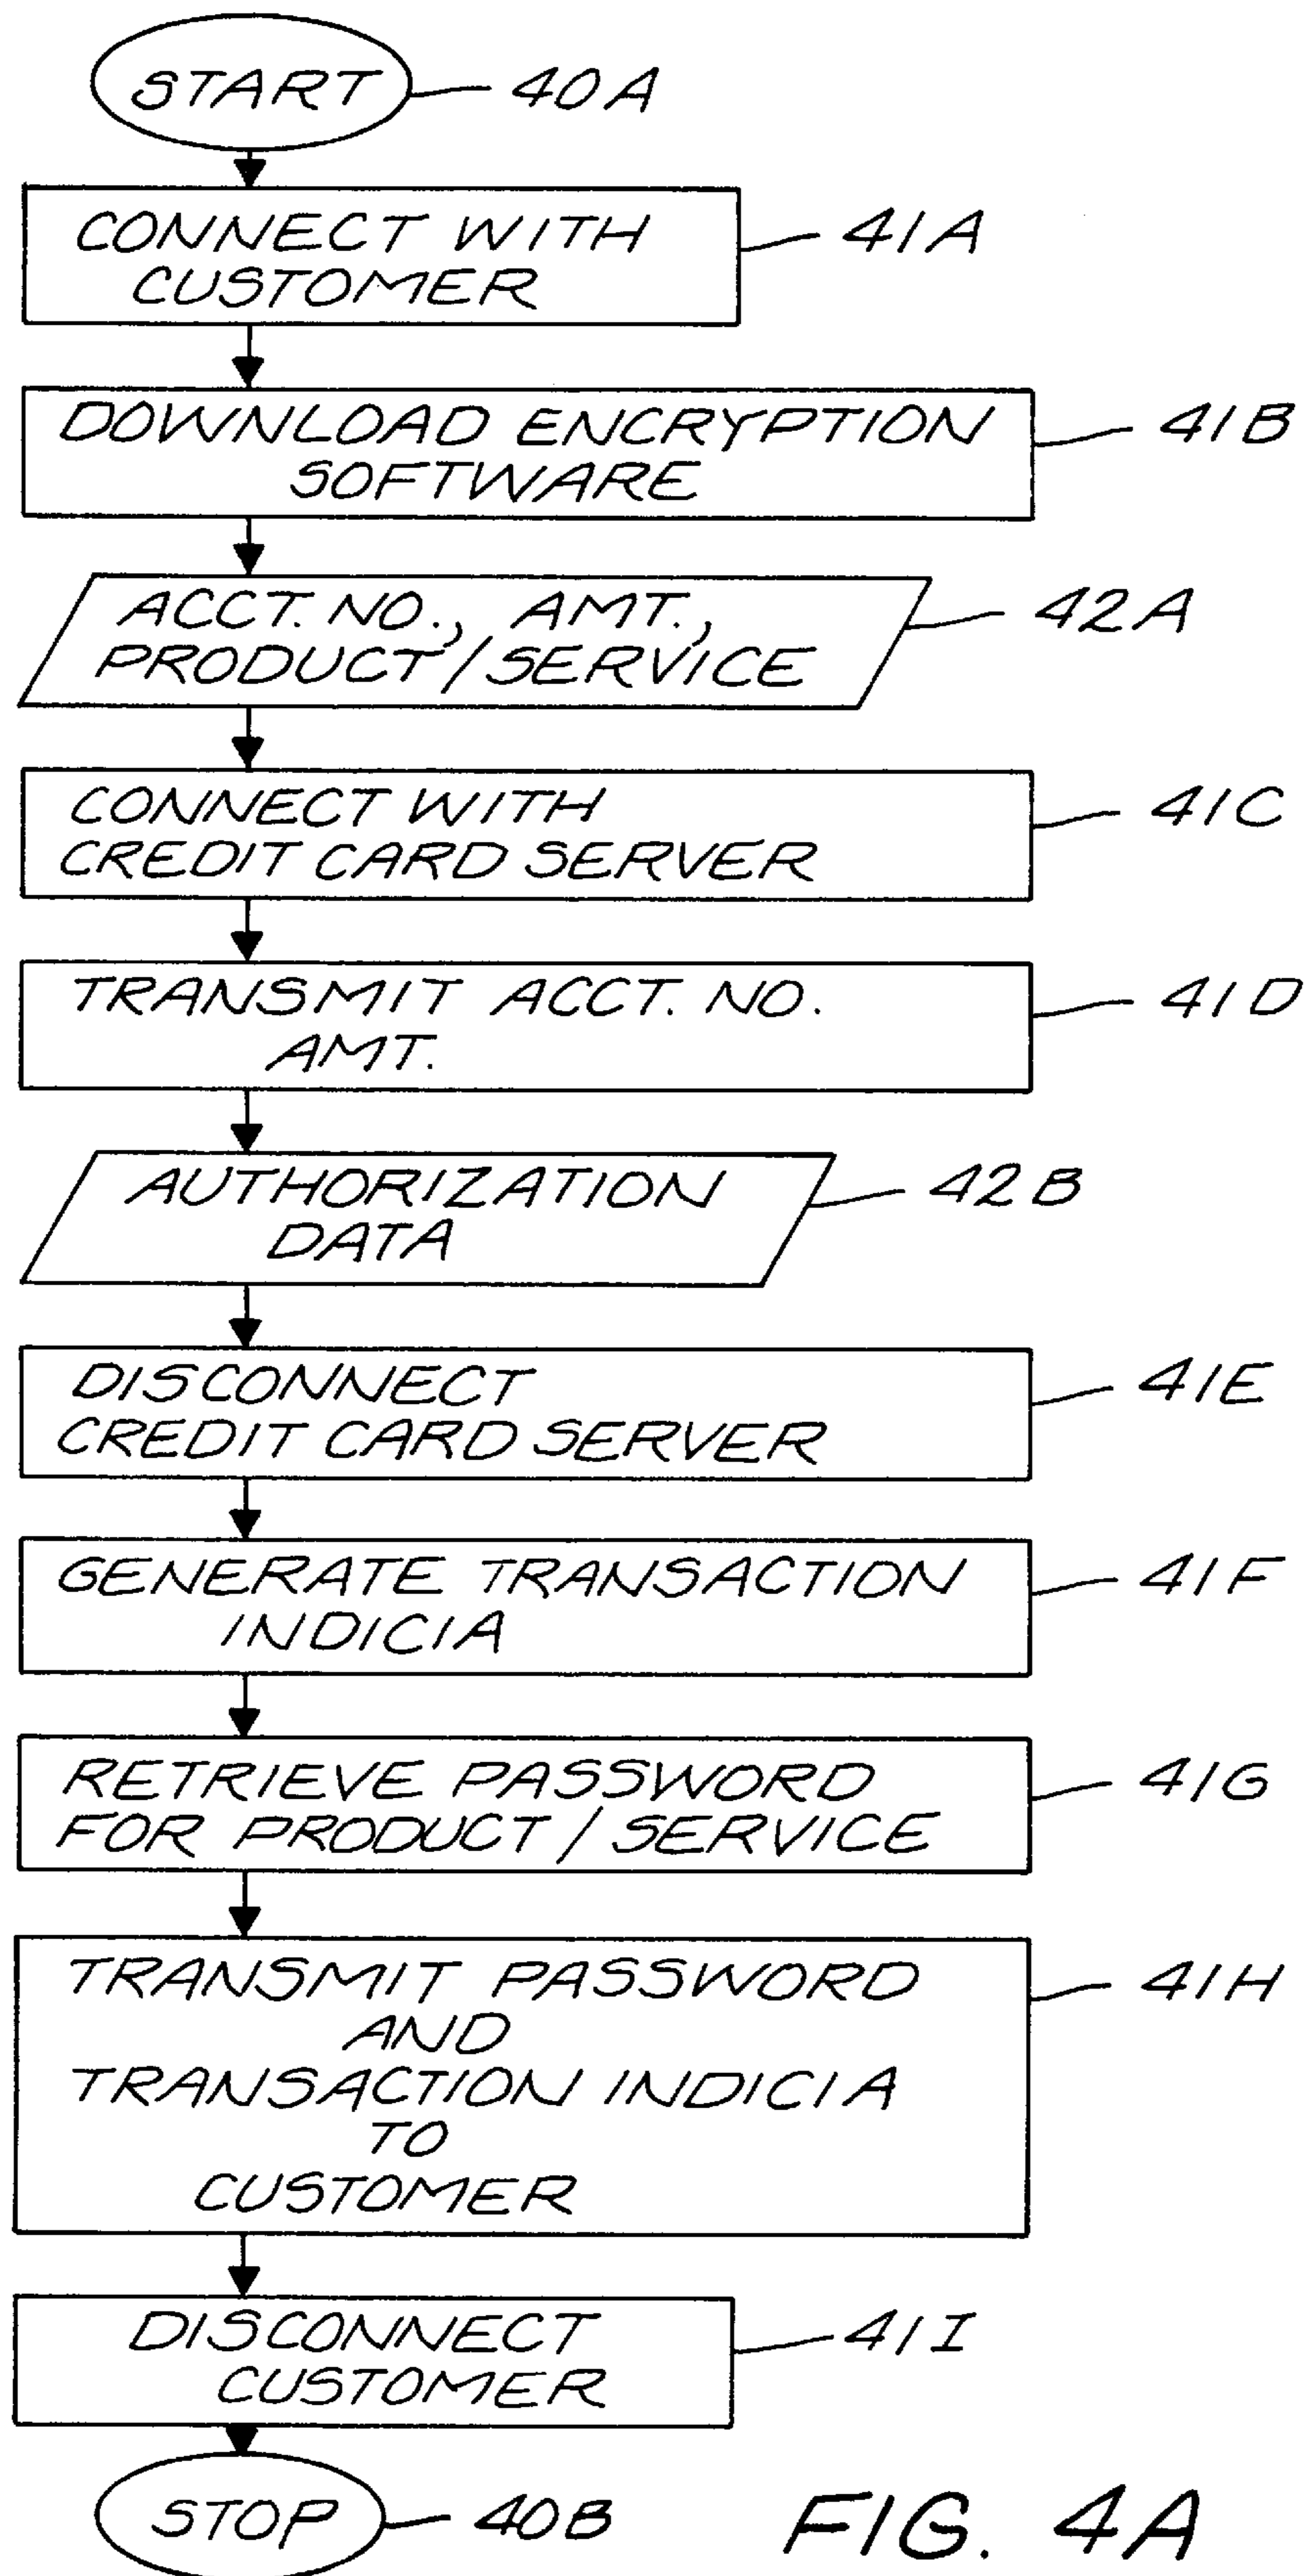 START 40A
CONNECT WITH 41A
CUSTOMER
DOWNLOAD ENCRYPTION 41B
SOFTWARE
ACCT. NO., AMT., 42A
PRODUCT/SERVICE
CONNECT WITH 41C
CREDIT CARD SERVER
TRANSMIT ACCT. NO. 41D
AMT.
AUTHORIZATION 42B
DATA
DISCONNECT 41E
CREDIT CARD SERVER
GENERATE TRANSACTION 41F
INDICIA
RETRIEVE PASSWORD 41G
FOR PRODUCT/SERVICE
TRANSMIT PASSWORD 41H
AND
TRANSACTION INDICIA
TO
CUSTOMER
DISCONNECT 41I
CUSTOMER
STOP 40B
FIG. 4A